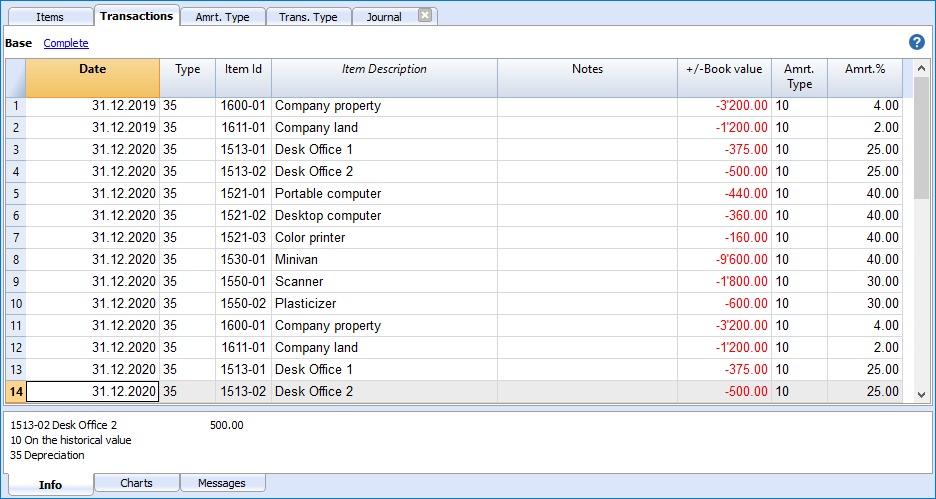 Items Transactions Amrt. Type Trans. Type Journal
Base Complete ?
Date Type Item Id Item Description Notes +/-Book value Amrt. Type Amrt.%
1 31.12.2019 35 1600-01 Company property -3'200.00 10 4.00
2 31.12.2019 35 1611-01 Company land -1'200.00 10 2.00
3 31.12.2020 35 1513-01 Desk Office 1 -375.00 10 25.00
4 31.12.2020 35 1513-02 Desk Office 2 -500.00 10 25.00
5 31.12.2020 35 1521-01 Portable computer -440.00 10 40.00
6 31.12.2020 35 1521-02 Desktop computer -360.00 10 40.00
7 31.12.2020 35 1521-03 Color printer -160.00 10 40.00
8 31.12.2020 35 1530-01 Minivan -9'600.00 10 40.00
9 31.12.2020 35 1550-01 Scanner -1'800.00 10 30.00
10 31.12.2020 35 1550-02 Plasticizer -600.00 10 30.00
11 31.12.2020 35 1600-01 Company property -3'200.00 10 4.00
12 31.12.2020 35 1611-01 Company land -1'200.00 10 2.00
13 31.12.2020 35 1513-01 Desk Office 1 -375.00 10 25.00
14 31.12.2020 35 1513-02 Desk Office 2 -500.00 10 25.00
1513-02 Desk Office 2 500.00
10 On the historical value
35 Depreciation
Info Charts Messages